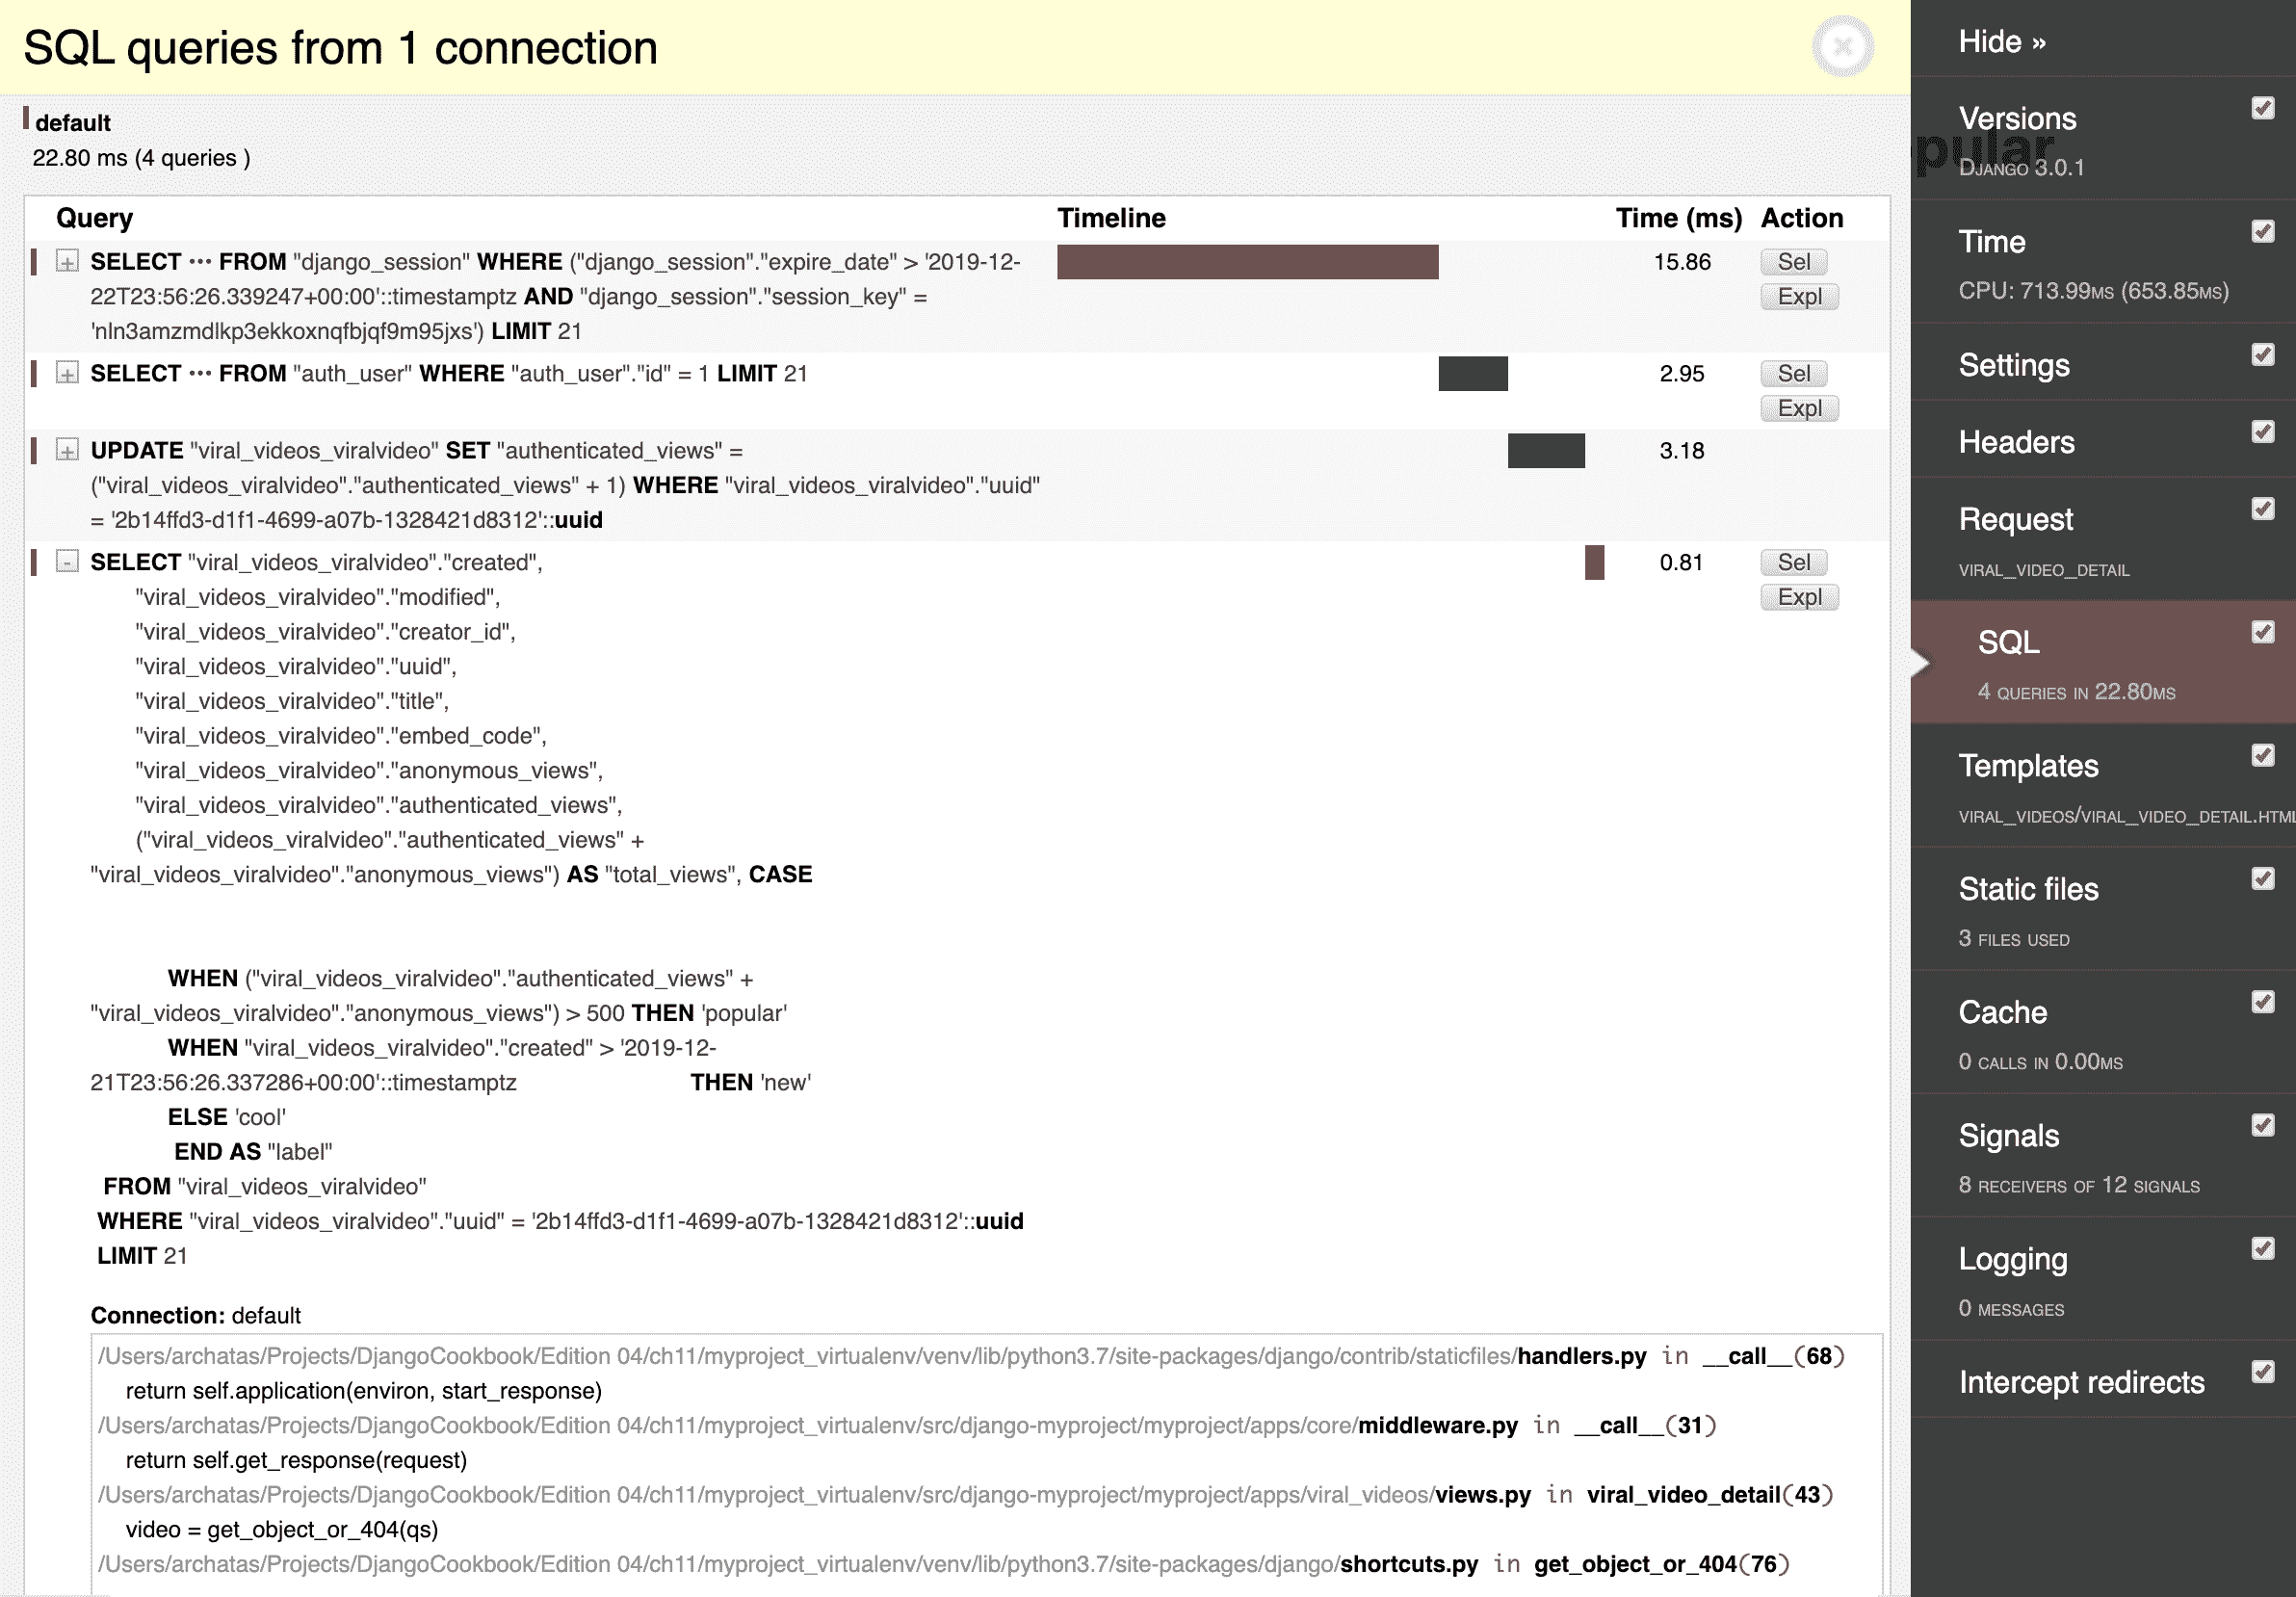 SQL queries from 1 connection
default
22.80 ms (4 queries )
Query Timeline Time (ms) Action
+ SELECT ••• FROM "django_session" WHERE ("django_session"."expire_date" > '2019-12- 15.86 Sel
22T23:56:26.339247+00:00'::timestamptz AND "django_session"."session_key" = Expl
'nln3amzmdlkp3ekkoxnqfbjqf9m95jxs') LIMIT 21
+ SELECT ••• FROM "auth_user" WHERE "auth_user"."id" = 1 LIMIT 21 2.95 Sel
Expl
+ UPDATE "viral_videos_viralvideo" SET "authenticated_views" = 3.18
("viral_videos_viralvideo"."authenticated_views" + 1) WHERE "viral_videos_viralvideo"."uuid"
= '2b14ffd3-d1f1-4699-a07b-1328421d8312'::uuid
- SELECT "viral_videos_viralvideo"."created", 0.81 Sel
"viral_videos_viralvideo"."modified", Expl
"viral_videos_viralvideo"."creator_id",
"viral_videos_viralvideo"."uuid",
"viral_videos_viralvideo"."title",
"viral_videos_viralvideo"."embed_code",
"viral_videos_viralvideo"."anonymous_views",
"viral_videos_viralvideo"."authenticated_views",
("viral_videos_viralvideo"."authenticated_views" +
"viral_videos_viralvideo"."anonymous_views") AS "total_views", CASE
WHEN ("viral_videos_viralvideo"."authenticated_views" +
"viral_videos_viralvideo"."anonymous_views") > 500 THEN 'popular'
WHEN "viral_videos_viralvideo"."created" > '2019-12-
21T23:56:26.337286+00:00'::timestamptz THEN 'new'
ELSE 'cool'
END AS "label"
FROM "viral_videos_viralvideo"
WHERE "viral_videos_viralvideo"."uuid" = '2b14ffd3-d1f1-4699-a07b-1328421d8312'::uuid
LIMIT 21
Connection: default
/Users/archatas/Projects/DjangoCookbook/Edition 04/ch11/myproject_virtualenv/venv/lib/python3.7/site-packages/django/contrib/staticfiles/handlers.py in __call__(68)
return self.application(environ, start_response)
/Users/archatas/Projects/DjangoCookbook/Edition 04/ch11/myproject_virtualenv/src/django-myproject/myproject/apps/core/middleware.py in __call__(31)
return self.get_response(request)
/Users/archatas/Projects/DjangoCookbook/Edition 04/ch11/myproject_virtualenv/src/django-myproject/myproject/apps/viral_videos/views.py in viral_video_detail(43)
video = get_object_or_404(qs)
/Users/archatas/Projects/DjangoCookbook/Edition 04/ch11/myproject_virtualenv/venv/lib/python3.7/site-packages/django/shortcuts.py in get_object_or_404(76)
Hide »
Versions
pular
Django 3.0.1
Time
CPU: 713.99ms (653.85ms)
Settings
Headers
Request
viral_video_detail
SQL
4 queries in 22.80ms
Templates
viral_videos/viral_video_detail.html
Static files
3 files used
Cache
0 calls in 0.00ms
Signals
8 receivers of 12 signals
Logging
0 messages
Intercept redirects